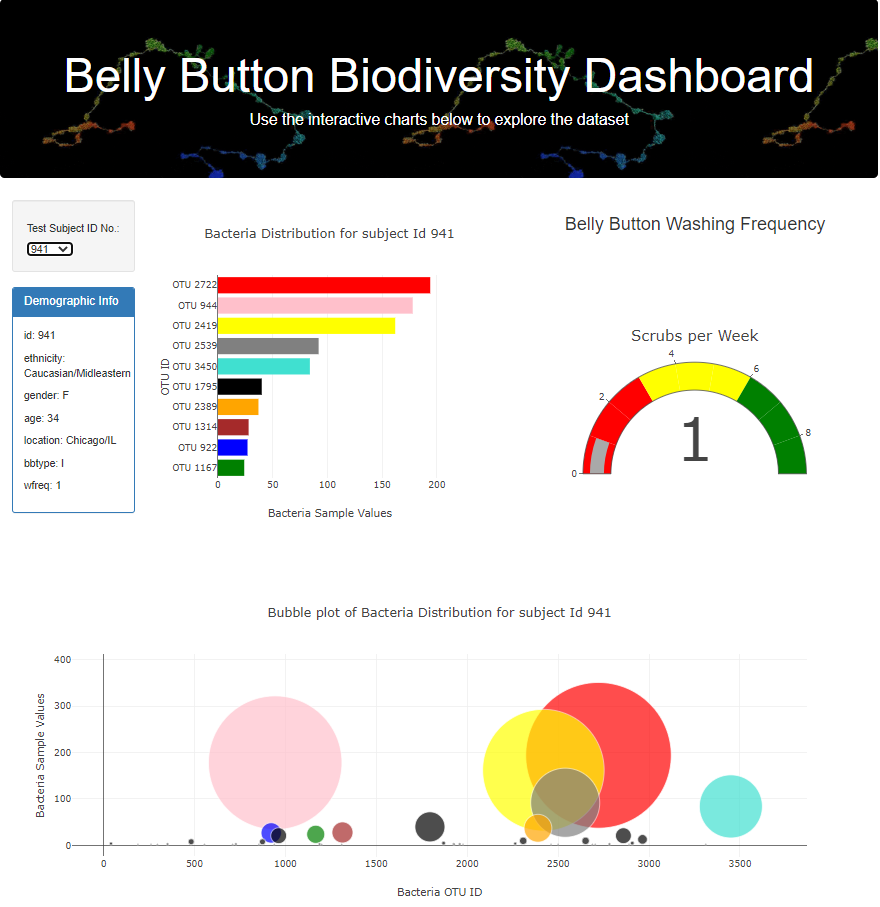 Belly Button Biodiversity Dashboard
Use the interactive charts below to explore the dataset
Test Subject ID No.:
941
Demographic Info
id: 941
ethnicity:
Caucasian/Midleastern
gender: F
age: 34
location: Chicago/IL
bbtype: I
wfreq: 1
Bacteria Distribution for subject Id 941
OTU ID
OTU 2722
OTU 944
OTU 2419
OTU 2539
OTU 3450
OTU 1795
OTU 2389
OTU 1314
OTU 922
OTU 1167
0 50 100 150 200
Bacteria Sample Values
Belly Button Washing Frequency
Scrubs per Week
0 2 4 6 8
1
Bubble plot of Bacteria Distribution for subject Id 941
Bacteria Sample Values
400
300
200
100
0
0 500 1000 1500 2000 2500 3000 3500
Bacteria OTU ID